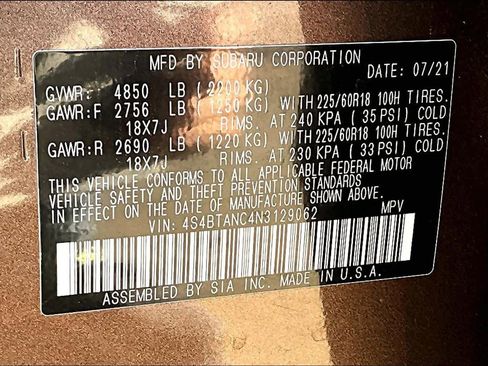 MFD BY SUBARU CORPORATION
DATE: 07/21
GVWR: 4850 LB (2200 KG)
GAWR:F 2756 LB (1250 KG) WITH 225/60R18 100H TIRES.
18X7J RIMS. AT 240 KPA ( 35 PSI) COLD
GAWR:R 2690 LB (1220 KG) WITH 225/60R18 100H TIRES.
18X7J RIMS. AT 230 KPA ( 33 PSI) COLD
THIS VEHICLE CONFORMS TO ALL APPLICABLE FEDERAL MOTOR
VEHICLE SAFETY AND THEFT PREVENTION STANDARDS
IN EFFECT ON THE DATE OF MANUFACTURE SHOWN ABOVE.
VIN: 4S4BTANC4N3129062 MPV
ASSEMBLED BY SIA INC. MADE IN U.S.A.